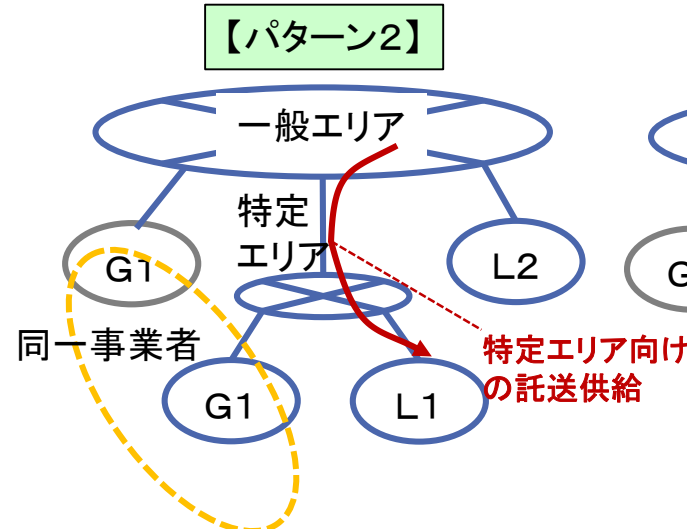 【パターン2】
一般エリア
特定
エリア
G1
L2
G
同一事業者
特定エリア向け
の託送供給
G1
L1